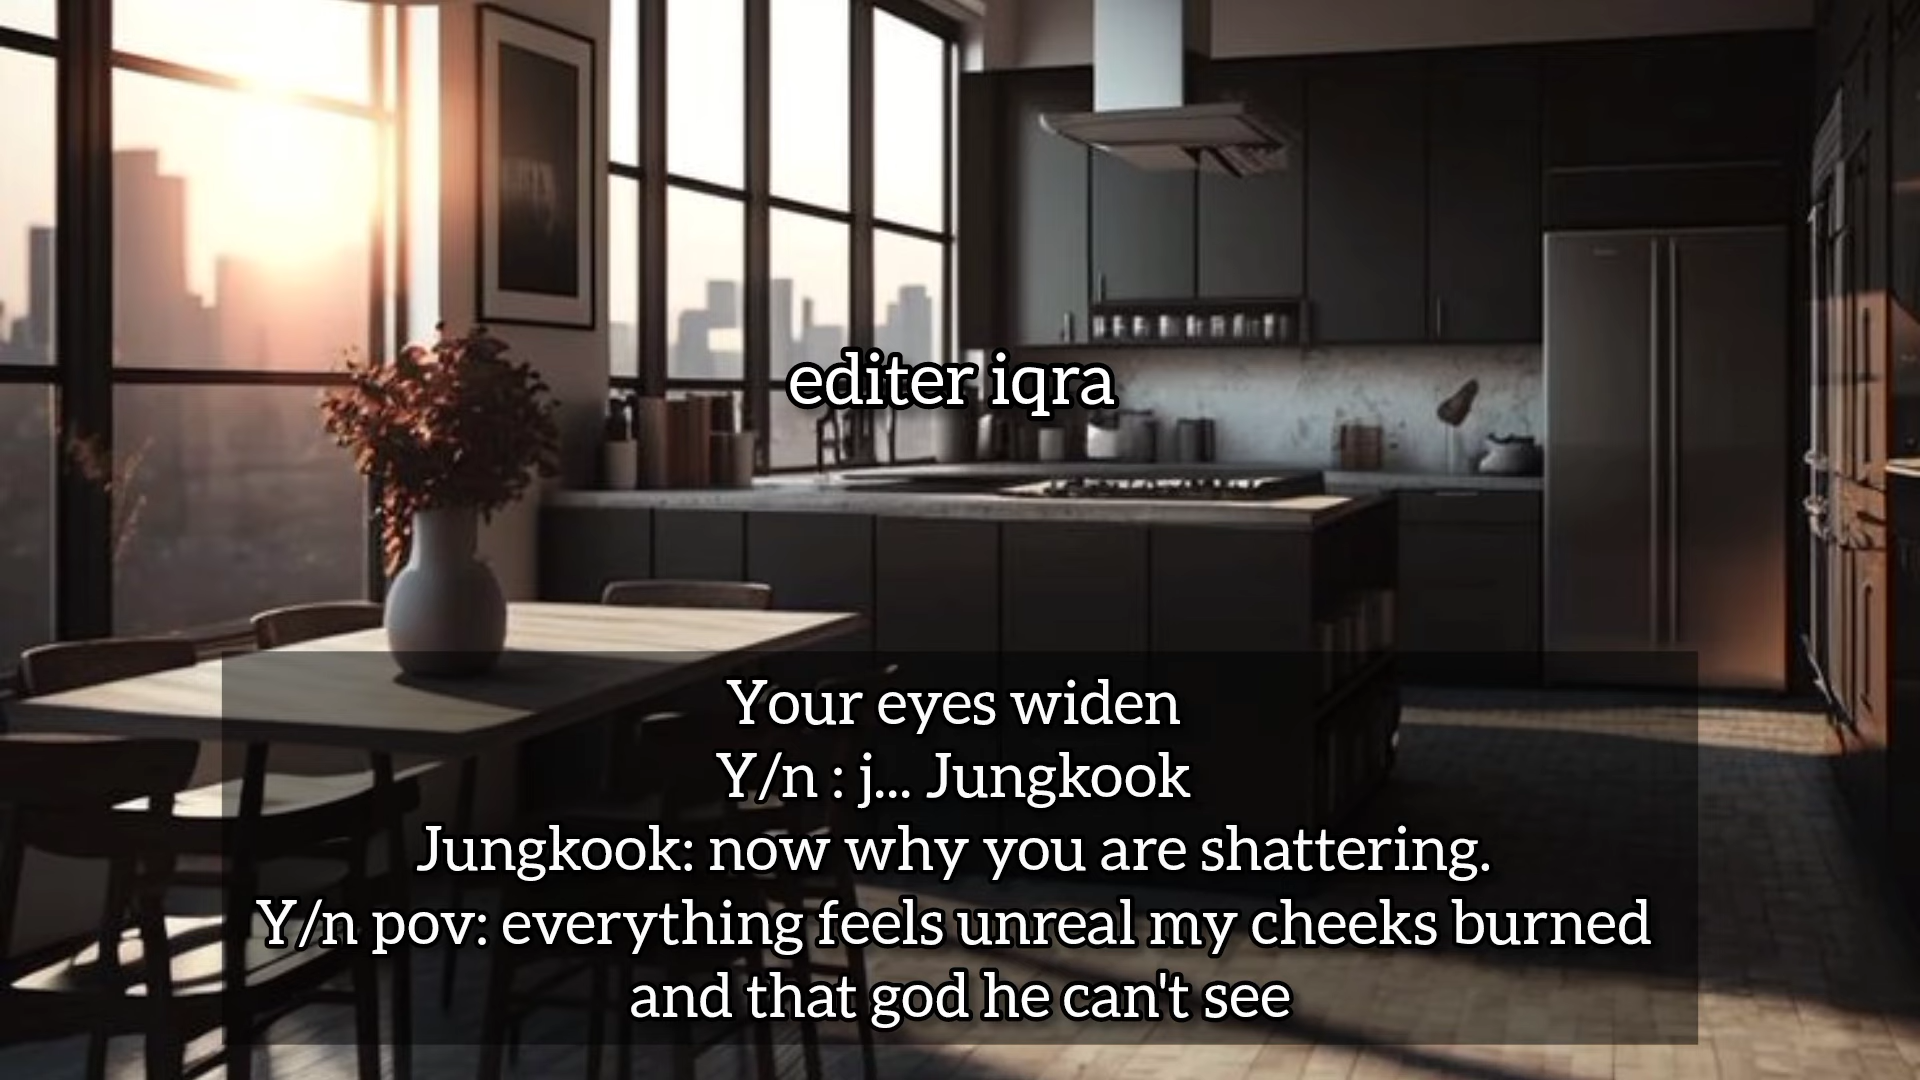 editer iqra
Your eyes widen
Y/n : j... Jungkook
Jungkook: now why you are shattering.
Y/n pov: everything feels unreal my cheeks burned
and that god he can't see